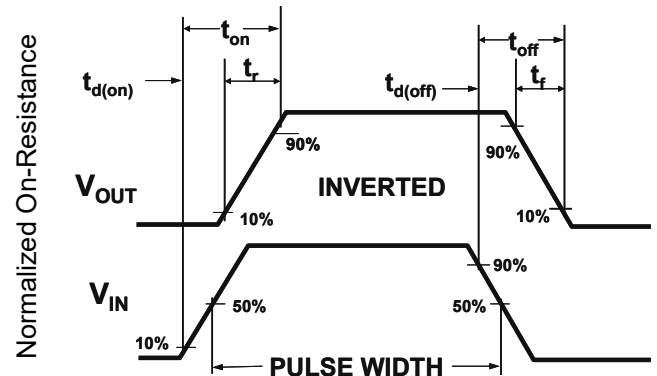 Normalized On-Resistance
ton
toff
td(on)
tr
td(off)
tf
90%
90%
VOUT
INVERTED
10%
10%
90%
VIN
50%
50%
10%
PULSE WIDTH